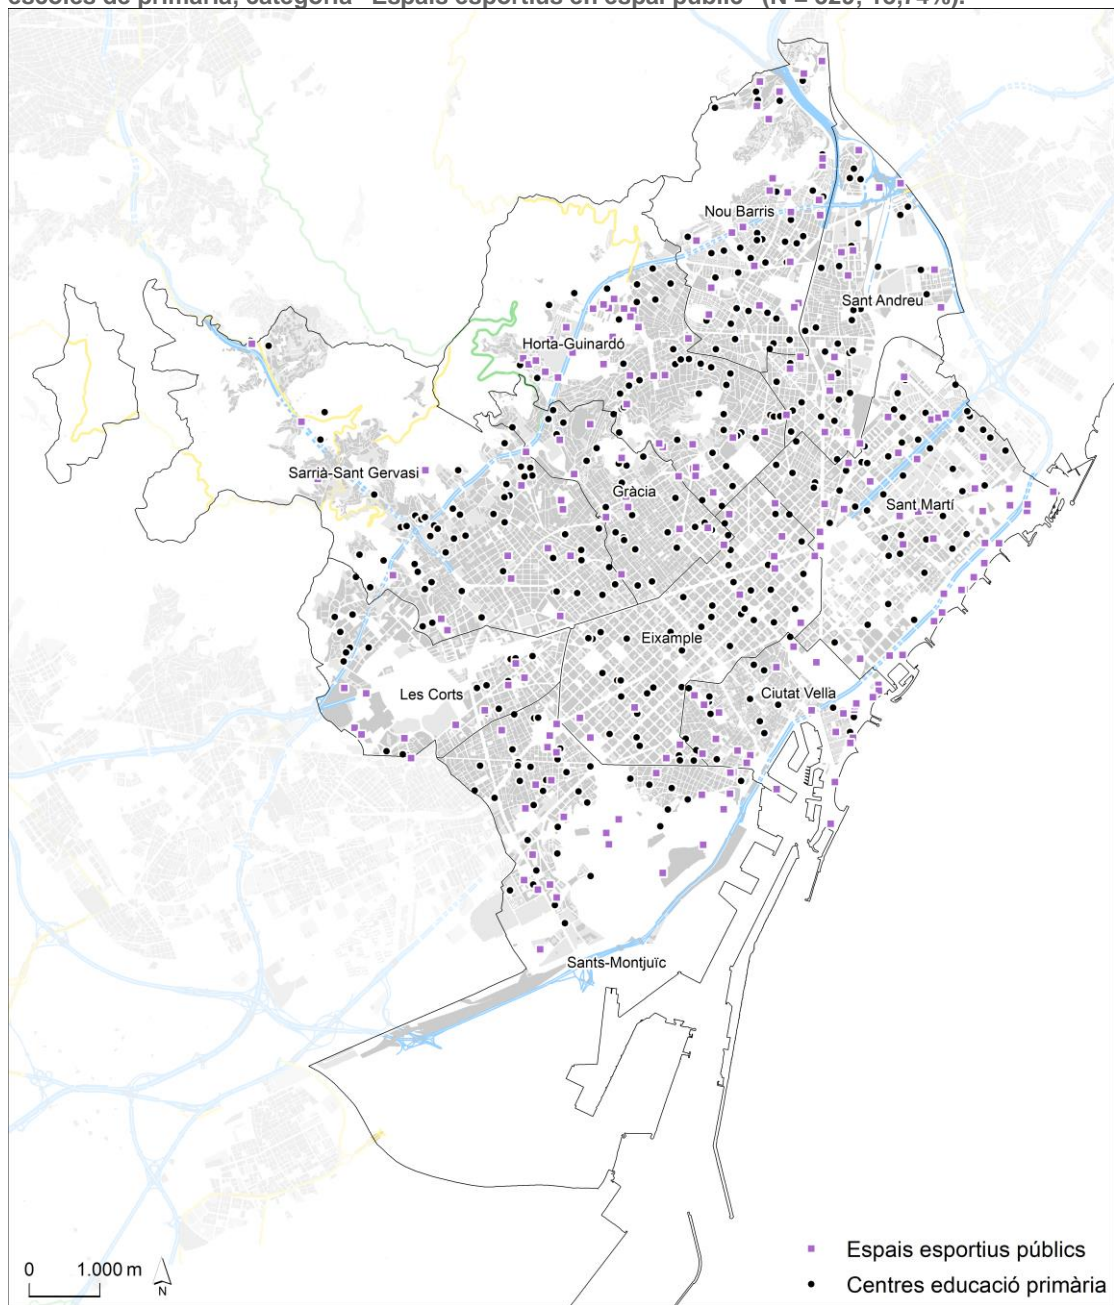 escoles de primària, categoria "Espais esportius en espai públic" (N = 329; 13,74%).
Nou Barris
Sant Andreu
Horta-Guinardó
Sarrià-Sant Gervasi
Gràcia
Sant Martí
Eixample
Les Corts
Ciutat Vella
Sants-Montjuïc
Espais esportius públics
Centres educació primària
0 1.000 m
N